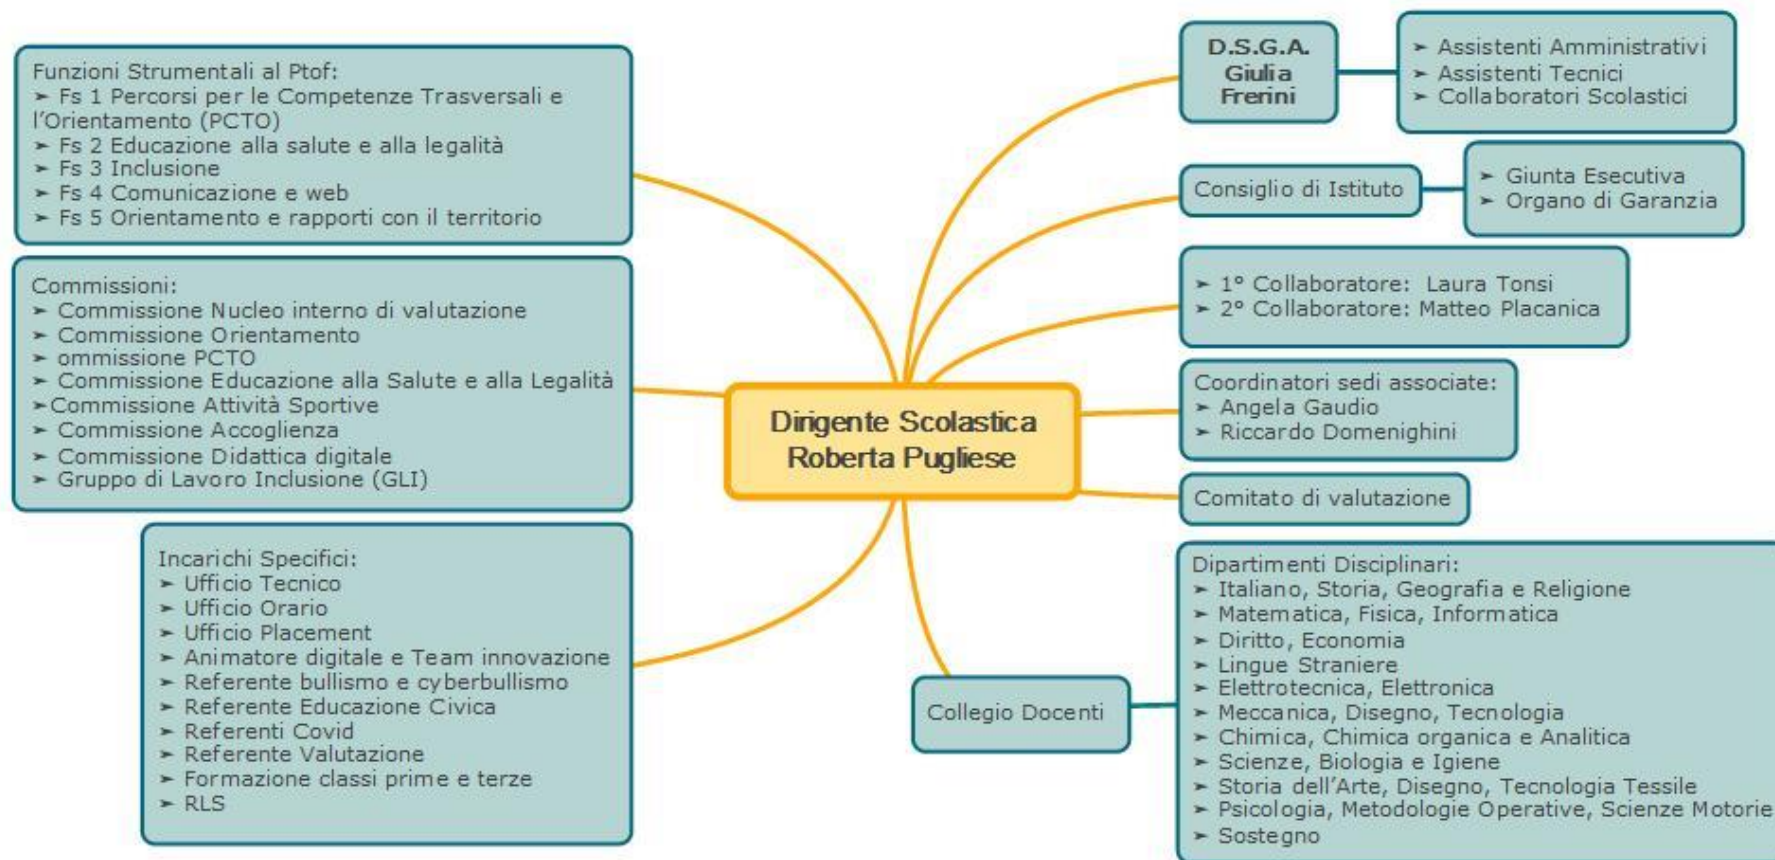 Funzioni Strumentali al Ptof:
➢ Fs 1 Percorsi per le Competenze Trasversali e
l'Orientamento (PCTO)
➢ Fs 2 Educazione alla salute e alla legalità
➢ Fs 3 Inclusione
➢ Fs 4 Comunicazione e web
➢ Fs 5 Orientamento e rapporti con il territorio
Commissioni:
➢ Commissione Nucleo interno di valutazione
➢ Commissione Orientamento
➢ ommissione PCTO
➢ Commissione Educazione alla Salute e alla Legalità
➢Commissione Attività Sportive
➢ Commissione Accoglienza
➢ Commissione Didattica digitale
➢ Gruppo di Lavoro Inclusione (GLI)
Incarichi Specifici:
➢ Ufficio Tecnico
➢ Ufficio Orario
➢ Ufficio Placement
➢ Animatore digitale e Team innovazione
➢ Referente bullismo e cyberbullismo
➢ Referente Educazione Civica
➢ Referenti Covid
➢ Referente Valutazione
➢ Formazione classi prime e terze
➢ RLS
Dirigente Scolastica
Roberta Pugliese
D.S.G.A.
Giulia
Frerini
➢ Assistenti Amministrativi
➢ Assistenti Tecnici
➢ Collaboratori Scolastici
Consiglio di Istituto
➢ Giunta Esecutiva
➢ Organo di Garanzia
➢ 1° Collaboratore: Laura Tonsi
➢ 2° Collaboratore: Matteo Placanica
Coordinatori sedi associate:
➢ Angela Gaudio
➢ Riccardo Domenighini
Comitato di valutazione
Collegio Docenti
Dipartimenti Disciplinari:
➢ Italiano, Storia, Geografia e Religione
➢ Matematica, Fisica, Informatica
➢ Diritto, Economia
➢ Lingue Straniere
➢ Elettrotecnica, Elettronica
➢ Meccanica, Disegno, Tecnologia
➢ Chimica, Chimica organica e Analitica
➢ Scienze, Biologia e Igiene
➢ Storia dell'Arte, Disegno, Tecnologia Tessile
➢ Psicologia, Metodologie Operative, Scienze Motorie
➢ Sostegno